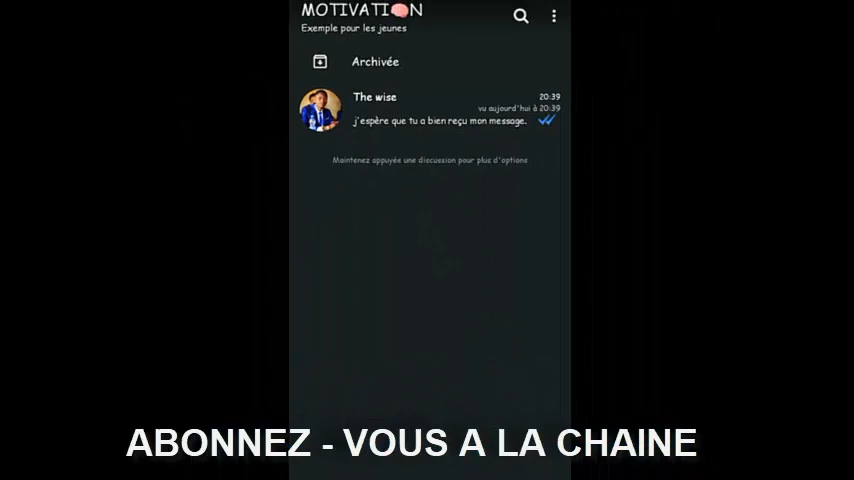 MOTIVATI🧠N
Exemple pour les jeunes
Archivée
The wise
20:39
vu aujourd'hui à 20:39
j'espère que tu a bien reçu mon message.
Maintenez appuyée une discussion pour plus d'options
ABONNEZ - VOUS A LA CHAINE